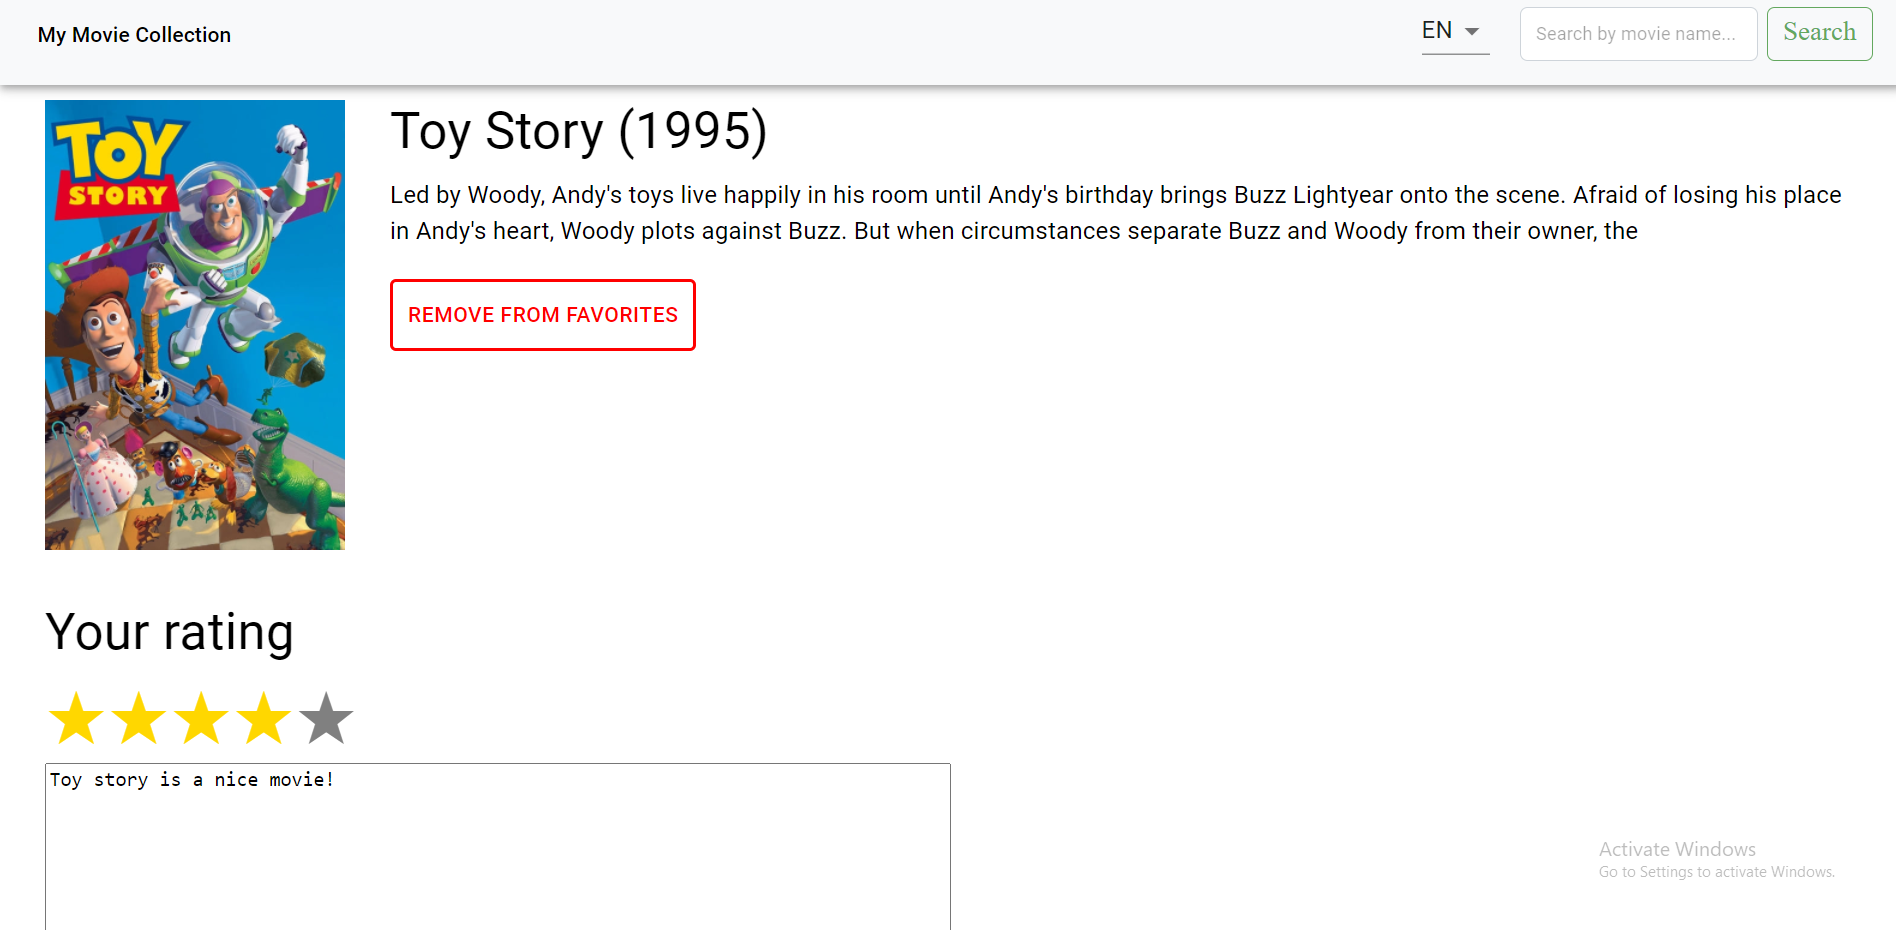 My Movie Collection
EN
Search by movie name...
Search
TOY
STORY
Toy Story (1995)
Led by Woody, Andy's toys live happily in his room until Andy's birthday brings Buzz Lightyear onto the scene. Afraid of losing his place
in Andy's heart, Woody plots against Buzz. But when circumstances separate Buzz and Woody from their owner, the
REMOVE FROM FAVORITES
Your rating
Toy story is a nice movie!
Activate Windows
Go to Settings to activate Windows.